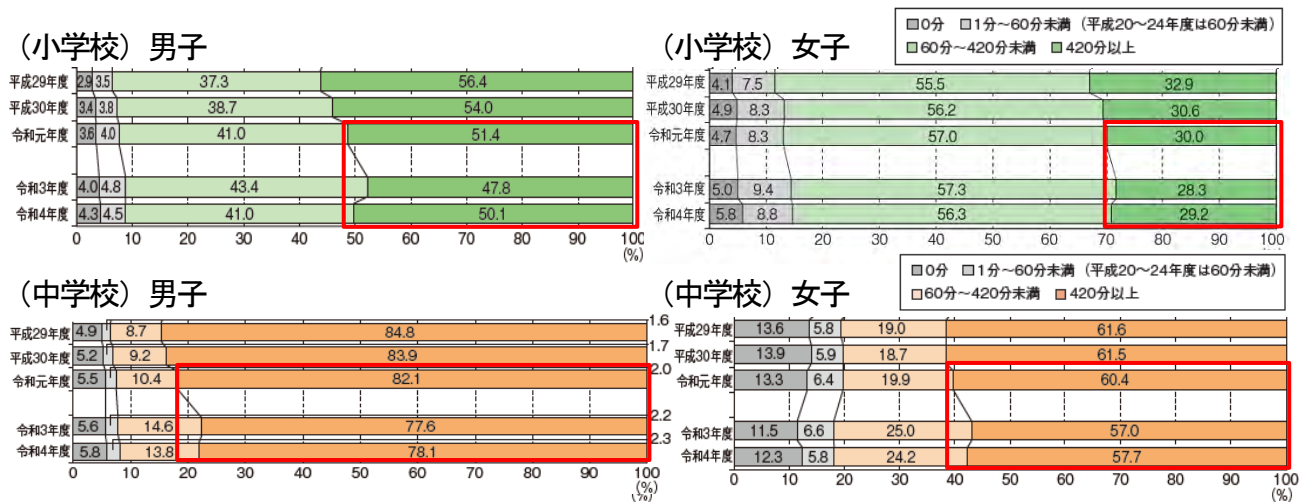 （小学校）男子
平成29年度 2.9 3.5 37.3 56.4
平成30年度 3.4 3.8 38.7 54.0
令和元年度 3.6 4.0 41.0 51.4
令和3年度 4.0 4.8 43.4 47.8
令和4年度 4.3 4.5 41.0 50.1
0 10 20 30 40 50 60 70 80 90 100
(%)
（小学校）女子
0分 1分～60分未満（平成20～24年度は60分未満）
60分～420分未満 420分以上
平成29年度 4.1 7.5 55.5 32.9
平成30年度 4.9 8.3 56.2 30.6
令和元年度 4.7 8.3 57.0 30.0
令和3年度 5.0 9.4 57.3 28.3
令和4年度 5.8 8.8 56.3 29.2
0 10 20 30 40 50 60 70 80 90 100
(%)
（中学校）男子
平成29年度 4.9 8.7 84.8 1.6
平成30年度 5.2 9.2 83.9 1.7
令和元年度 5.5 10.4 82.1 2.0
令和3年度 5.6 14.6 77.6 2.2
令和4年度 5.8 13.8 78.1 2.3
0 10 20 30 40 50 60 70 80 90 100
(%)
（中学校）女子
0分 1分～60分未満（平成20～24年度は60分未満）
60分～420分未満 420分以上
平成29年度 13.6 5.8 19.0 61.6
平成30年度 13.9 5.9 18.7 61.5
令和元年度 13.3 6.4 19.9 60.4
令和3年度 11.5 6.6 25.0 57.0
令和4年度 12.3 5.8 24.2 57.7
0 10 20 30 40 50 60 70 80 90 100
(%)